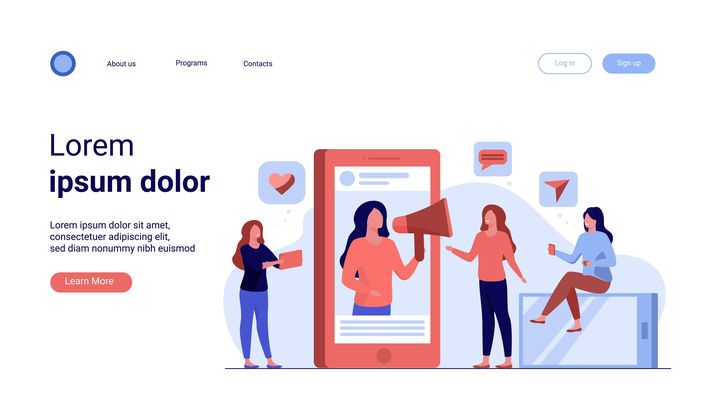 About us
Programs
Contacts
Log in
Sign up
Lorem
ipsum dolor
Lorem ipsum dolor sit amet,
consectetuer adipiscing elit,
sed diam nonummy nibh euismod
Learn More